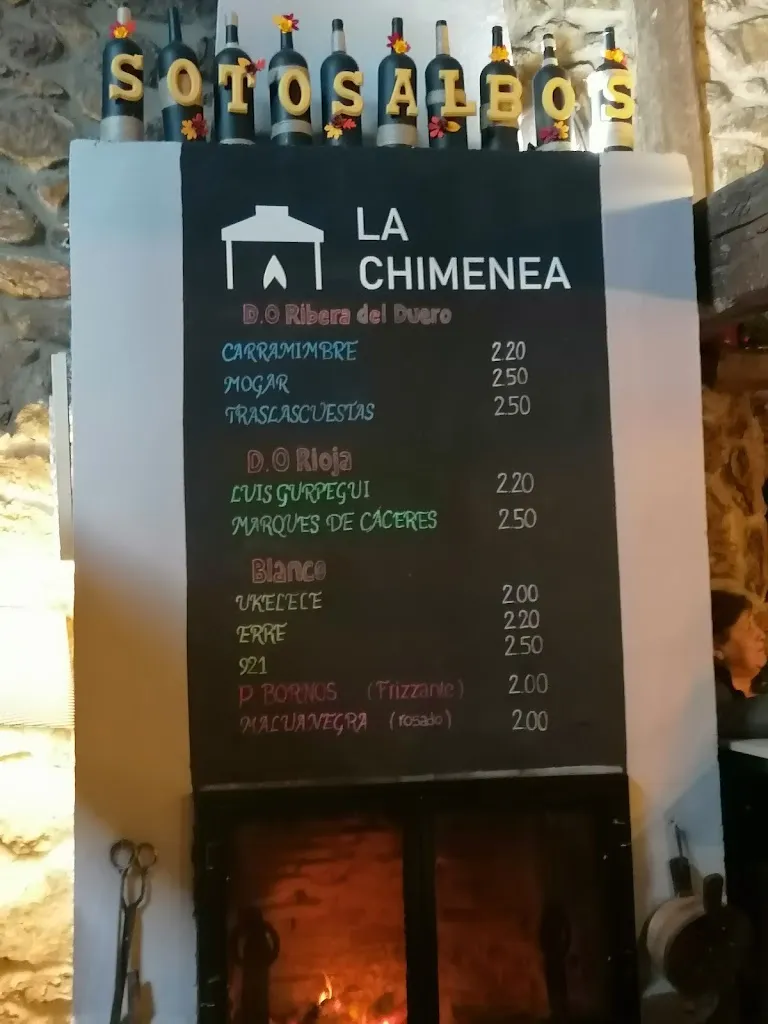 SOTOSALBOS
LA
CHIMENEA
D.O Ribera del Duero
CARRAMIMBRE 2.20
MOGAR 2.50
TRASLASCUESTAS 2.50
D.O Rioja
LUIS GURPEGUI 2.20
MARQUES DE CÁCERES 2.50
Blanco
UKELELE 2.00
ERRE 2.20
921 2.50
P BORNOS (Frizzante) 2.00
MALVANEGRA (rosado) 2.00